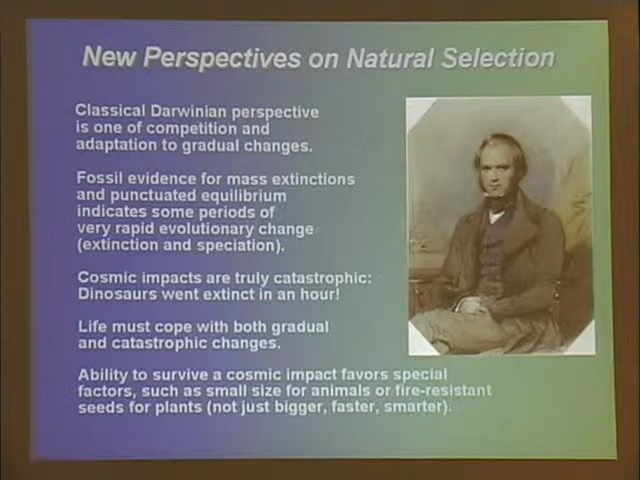 New Perspectives on Natural Selection
Classical Darwinian perspective
is one of competition and
adaptation to gradual changes.
Fossil evidence for mass extinctions
and punctuated equilibrium
indicates some periods of
very rapid evolutionary change
(extinction and speciation).
Cosmic impacts are truly catastrophic:
Dinosaurs went extinct in an hour!
Life must cope with both gradual
and catastrophic changes.
Ability to survive a cosmic impact favors special
factors, such as small size for animals or fire-resistant
seeds for plants (not just bigger, faster, smarter).